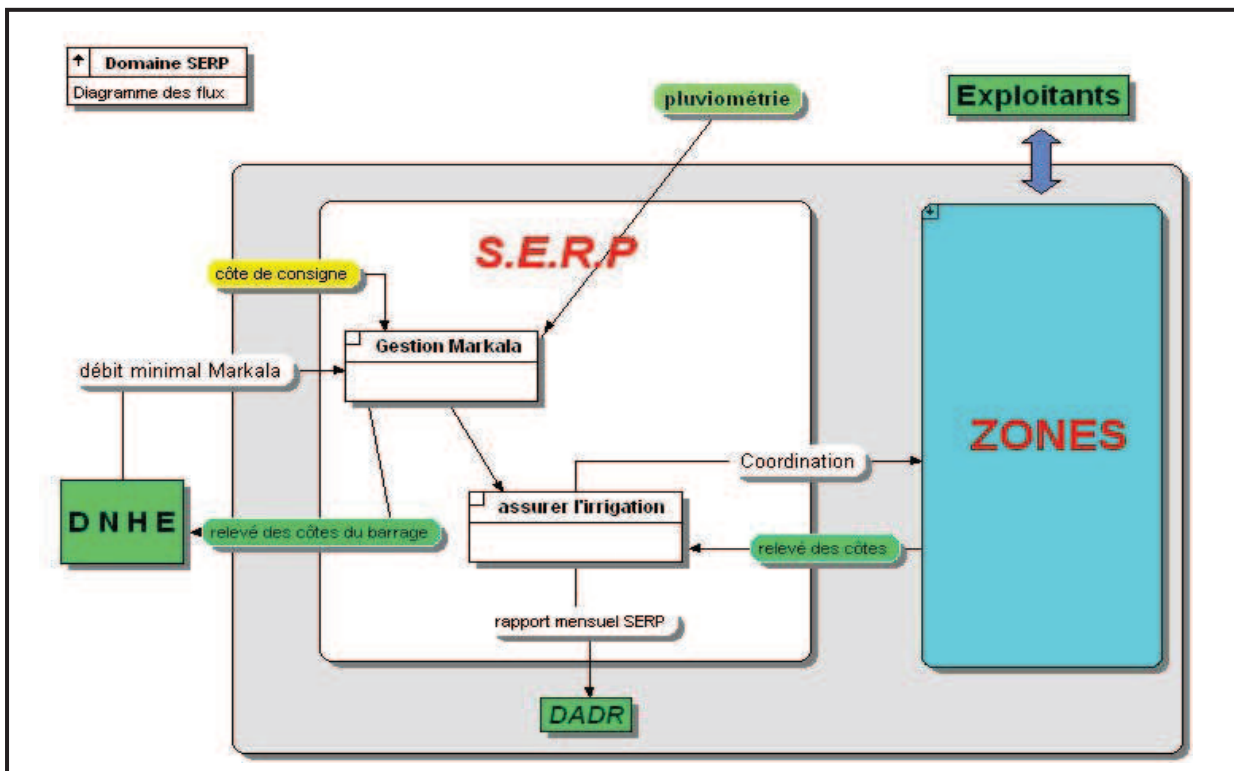 Domaine SERP
Diagramme des flux
pluviométrie
Exploitants
S.E.R.P
côte de consigne
Gestion Markala
débit minimal Markala
ZONES
Coordination
assurer l'irrigation
D N H E
relevé des côtes du barrage
relevé des côtes
rapport mensuel SERP
DADR